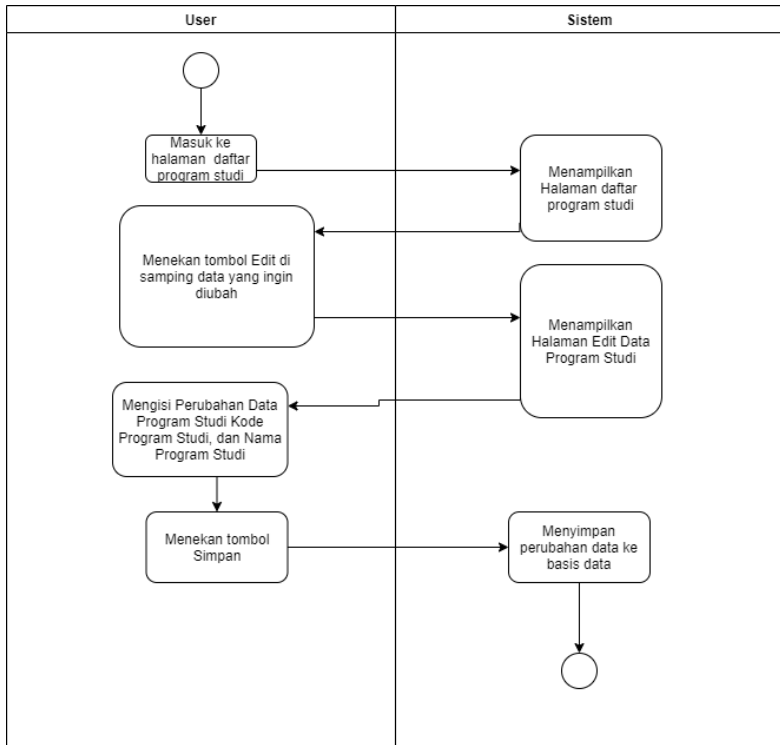 User
Sistem
Masuk ke
halaman daftar
program studi
Menampilkan
Halaman daftar
program studi
Menekan tombol Edit di
samping data yang ingin
diubah
Menampilkan
Halaman Edit Data
Program Studi
Mengisi Perubahan Data
Program Studi Kode
Program Studi, dan Nama
Program Studi
Menekan tombol
Simpan
Menyimpan
perubahan data ke
basis data